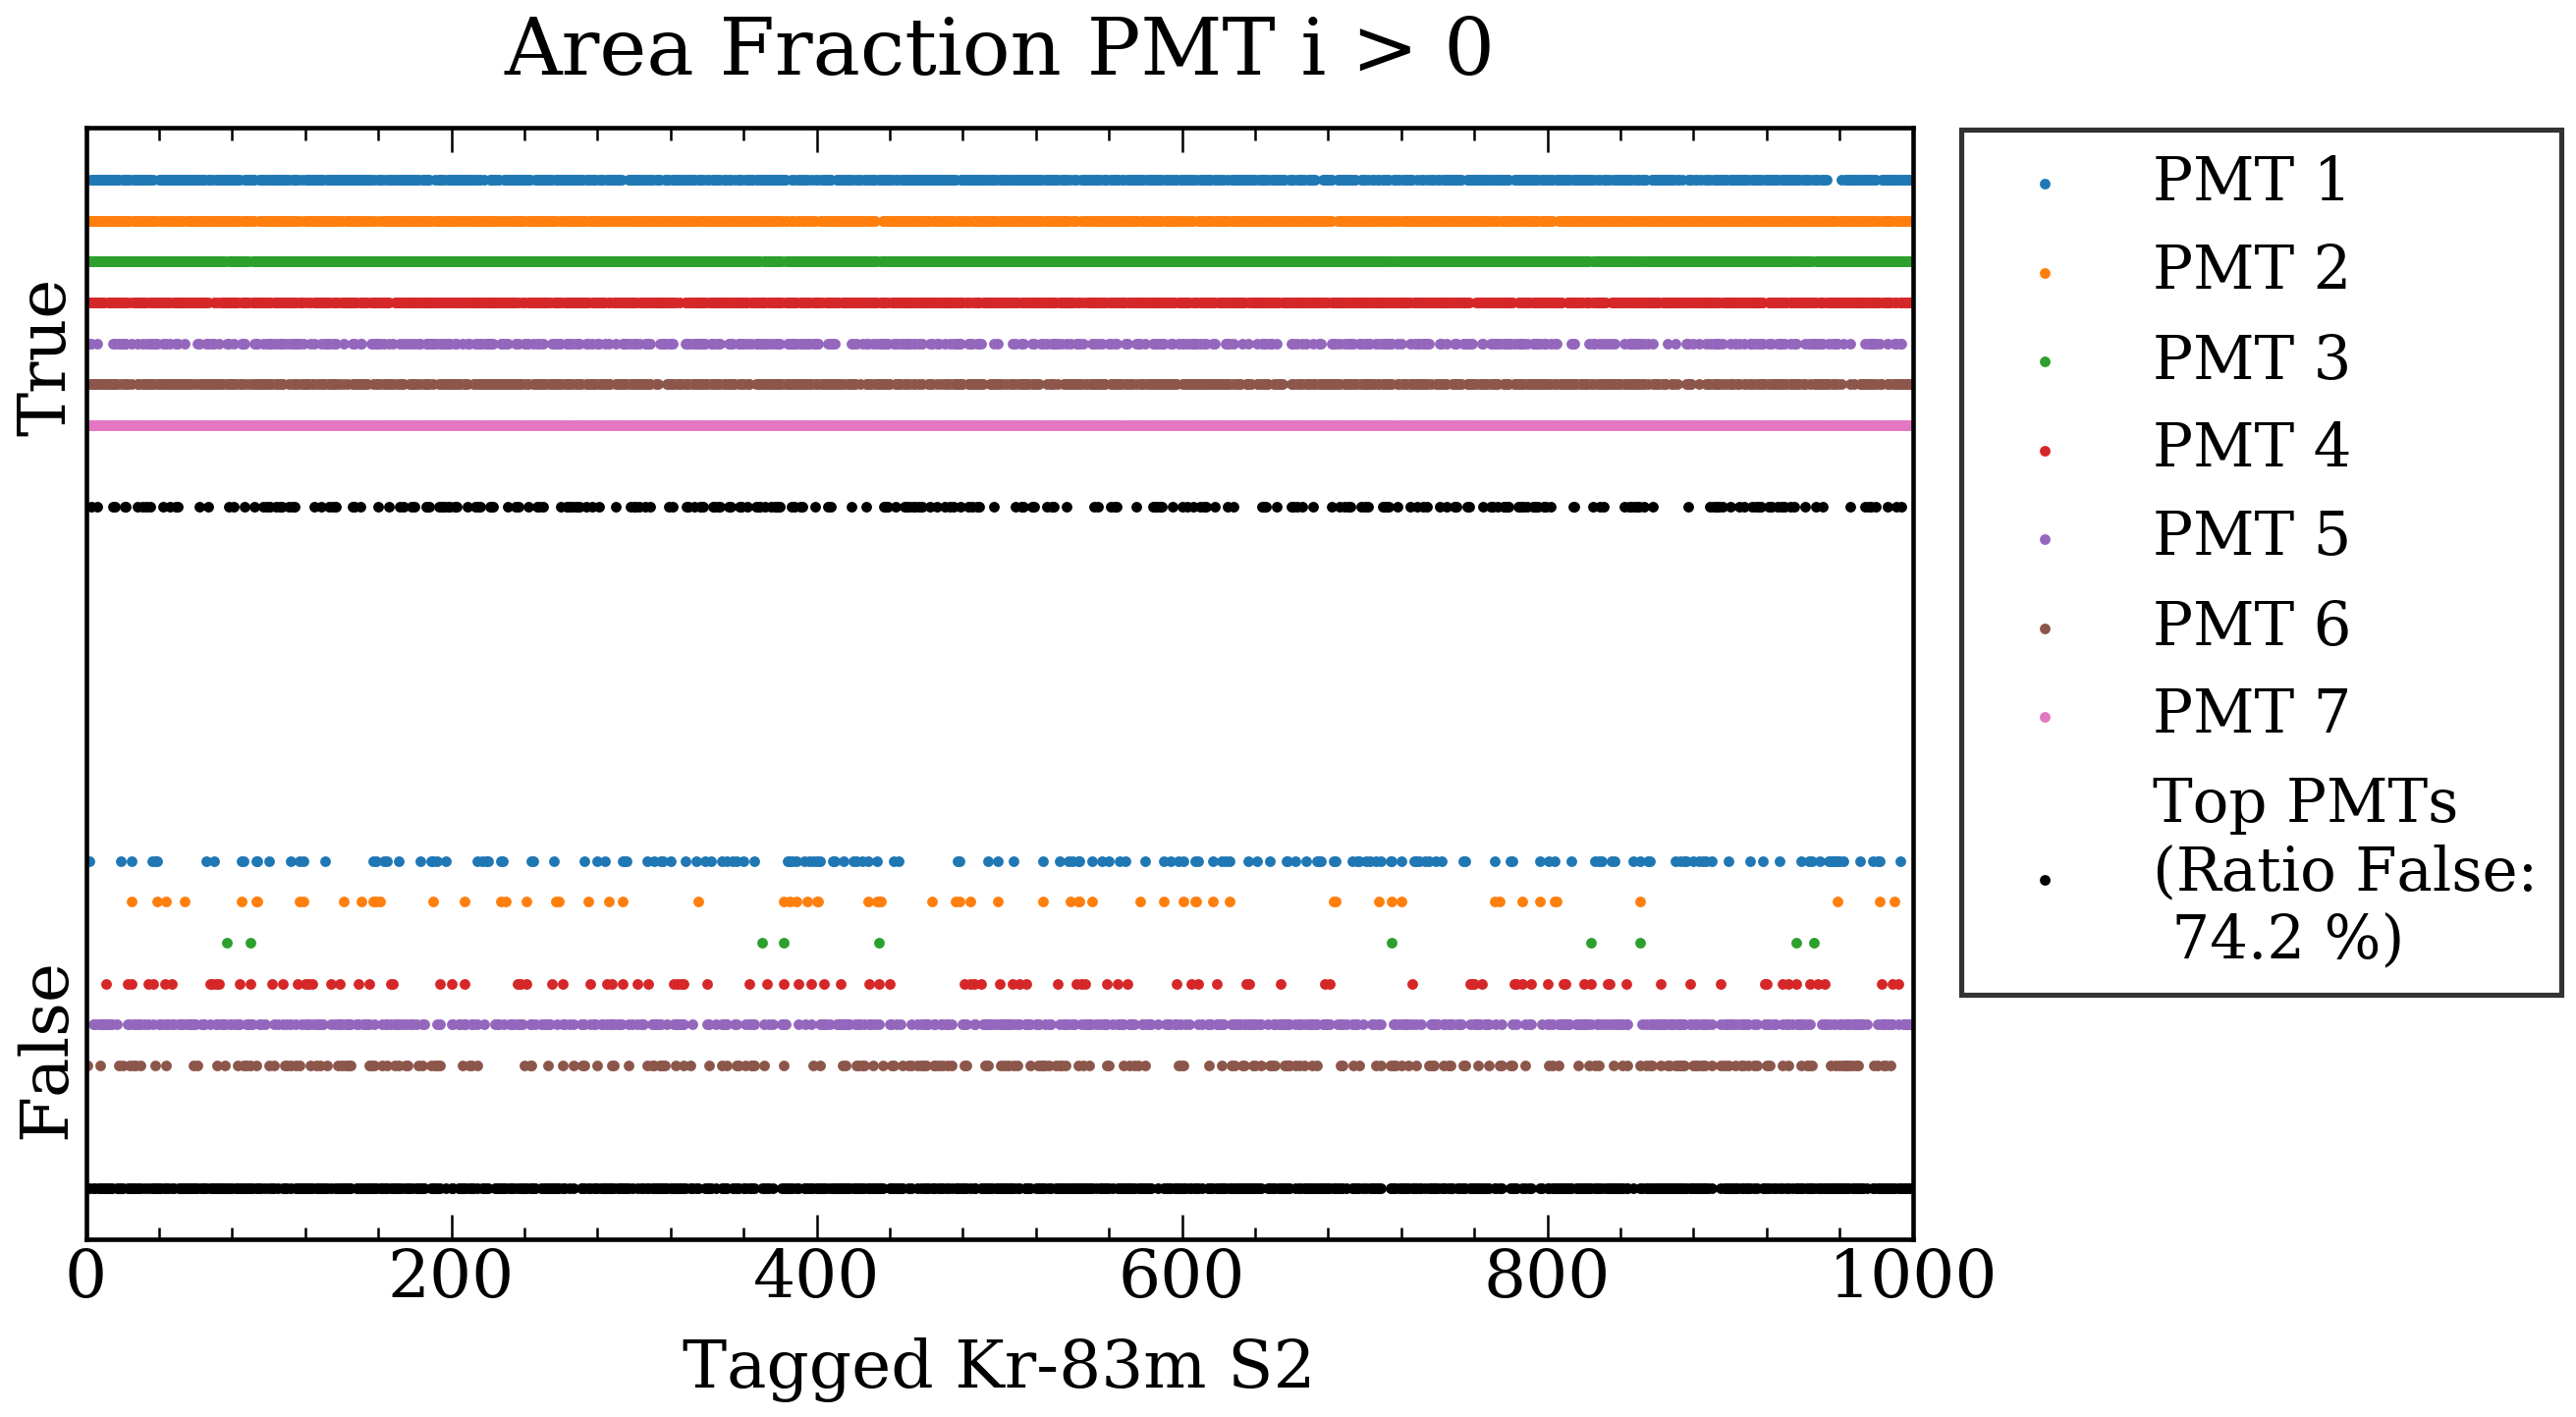 Area Fraction PMT i > 0
True
False
0 200 400 600 800 1000
Tagged Kr-83m S2
PMT 1
PMT 2
PMT 3
PMT 4
PMT 5
PMT 6
PMT 7
Top PMTs
(Ratio False:
74.2 %)